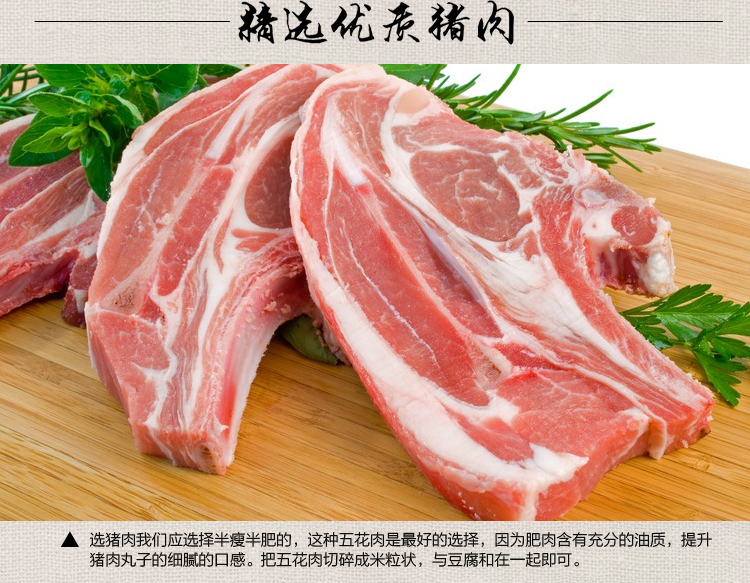 精选优质猪肉
▲ 选猪肉我们应选择半瘦半肥的，这种五花肉是最好的选择，因为肥肉含有充分的油质，提升
猪肉丸子的细腻的口感。把五花肉切碎成米粒状，与豆腐和在一起即可。